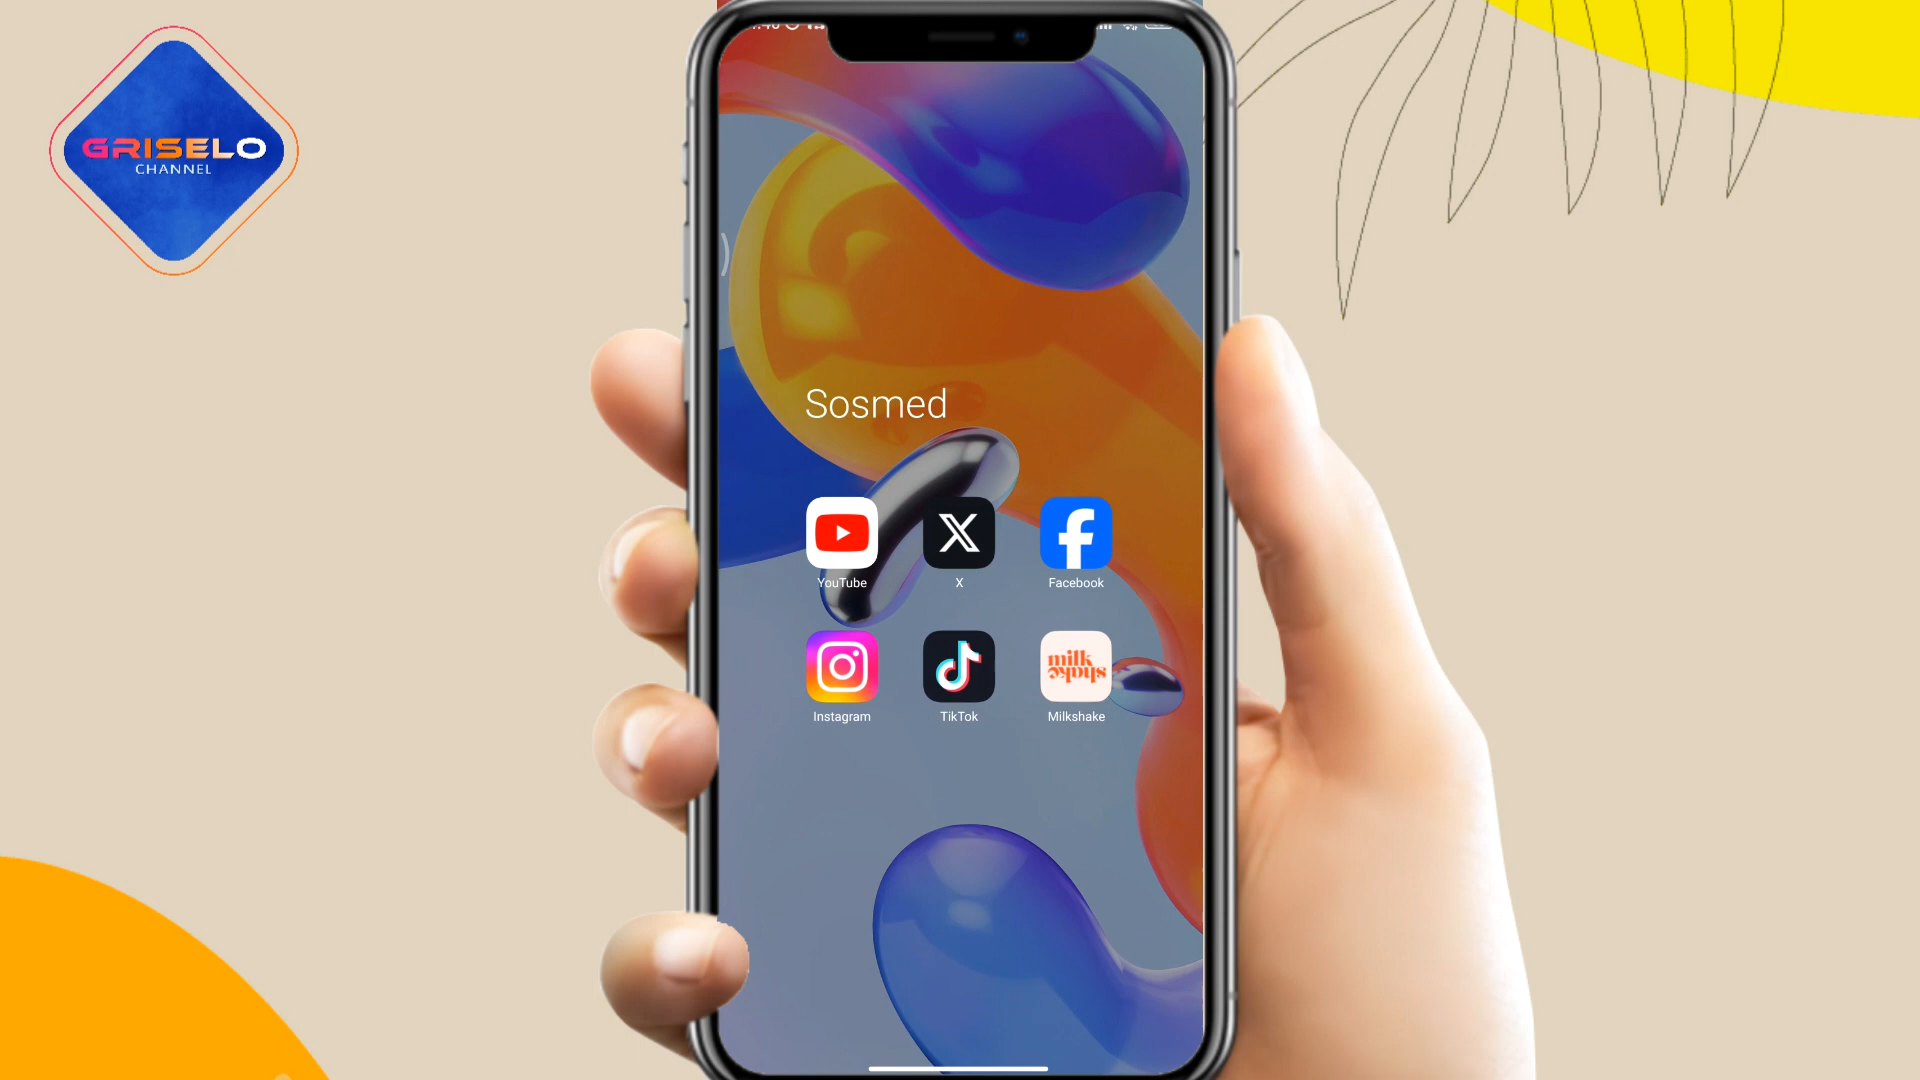 GRISELO
CHANNEL
Sosmed
YouTube
X
Facebook
milk
shake
Instagram
TikTok
Milkshake